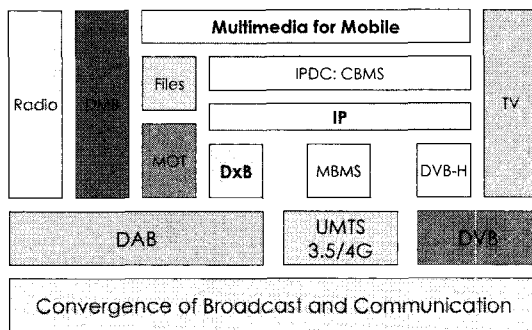 Multimedia for Mobile
Radio
DMB
Files
IPDC: CBMS
TV
IP
MOT
DxB
MBMS
DVB-H
DAB
UMTS
3.5/4G
DVB
Convergence of Broadcast and Communication